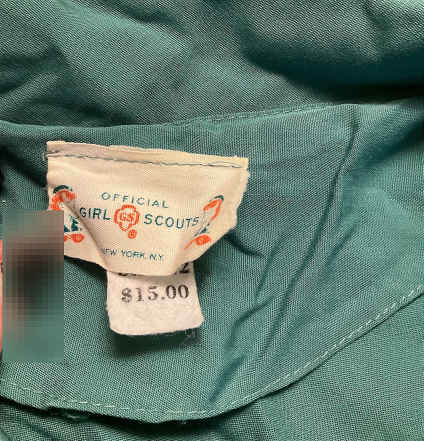 OFFICIAL
GIRL GS SCOUTS
®
NEW YORK, N.Y.
$15.00